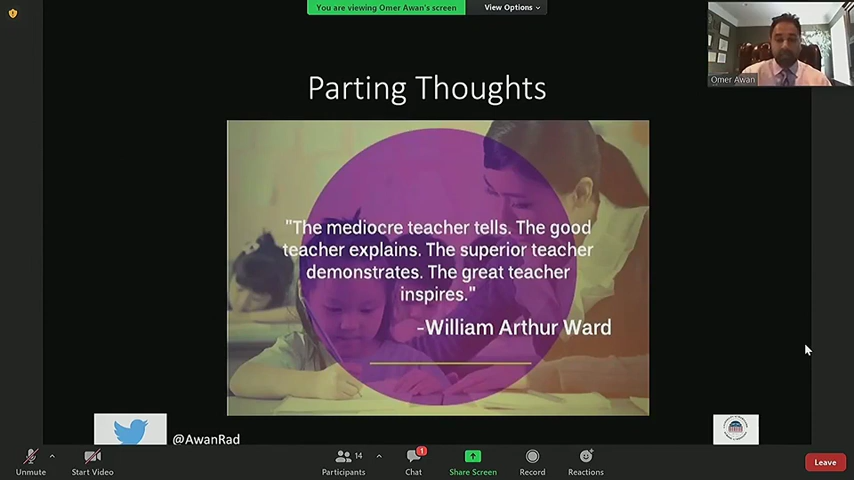 You are viewing Omer Awan's screen
View Options
Omer Awan
Parting Thoughts
"The mediocre teacher tells. The good
teacher explains. The superior teacher
demonstrates. The great teacher
inspires."
-William Arthur Ward
@AwanRad
Unmute
Start Video
14
Participants
1
Chat
Share Screen
Record
Reactions
Leave